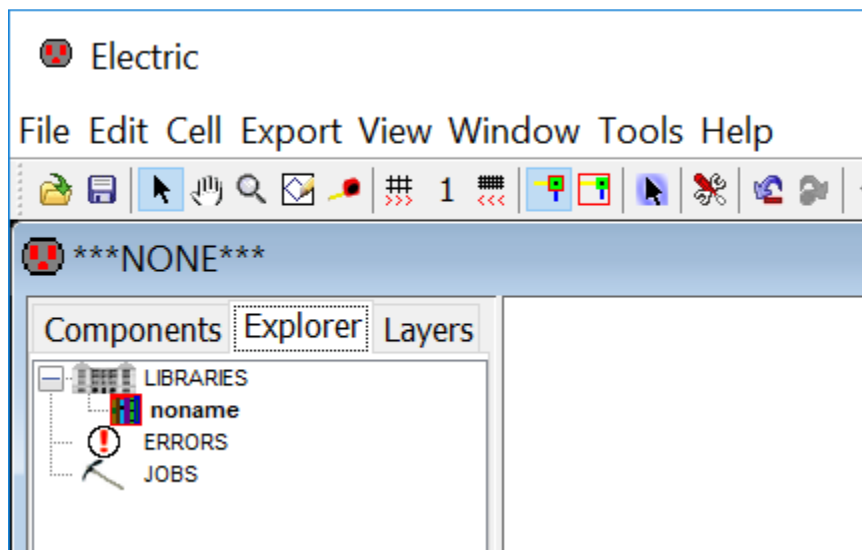 Electric
File Edit Cell Export View Window Tools Help
>>> 1 <<<
***NONE***
Components Explorer Layers
LIBRARIES
noname
ERRORS
JOBS